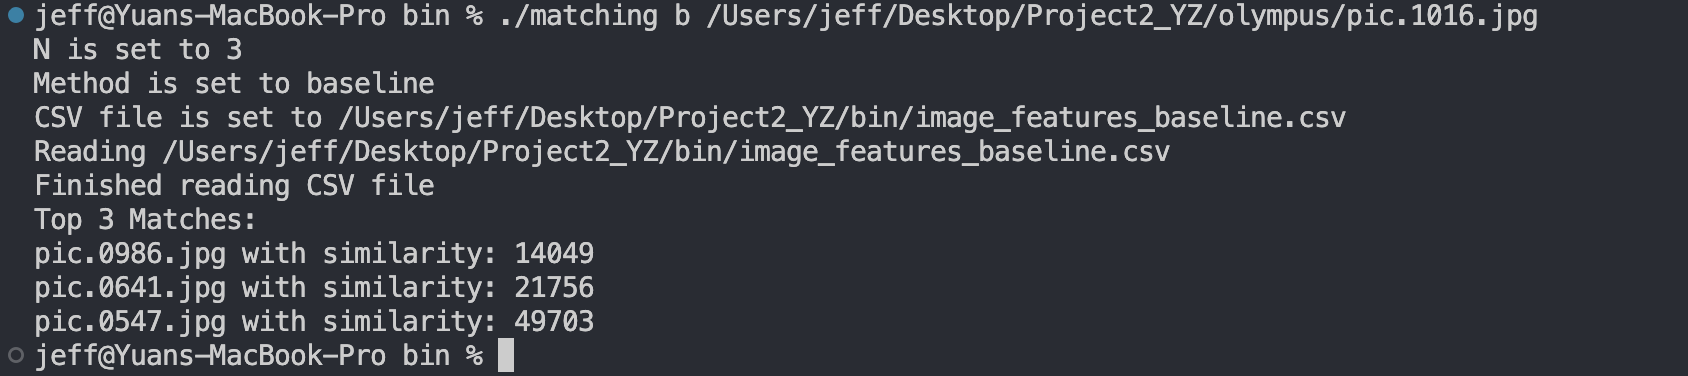 jeff@Yuans-MacBook-Pro bin % ./matching b /Users/jeff/Desktop/Project2_YZ/olympus/pic.1016.jpg
N is set to 3
Method is set to baseline
CSV file is set to /Users/jeff/Desktop/Project2_YZ/bin/image_features_baseline.csv
Reading /Users/jeff/Desktop/Project2_YZ/bin/image_features_baseline.csv
Finished reading CSV file
Top 3 Matches:
pic.0986.jpg with similarity: 14049
pic.0641.jpg with similarity: 21756
pic.0547.jpg with similarity: 49703
jeff@Yuans-MacBook-Pro bin %